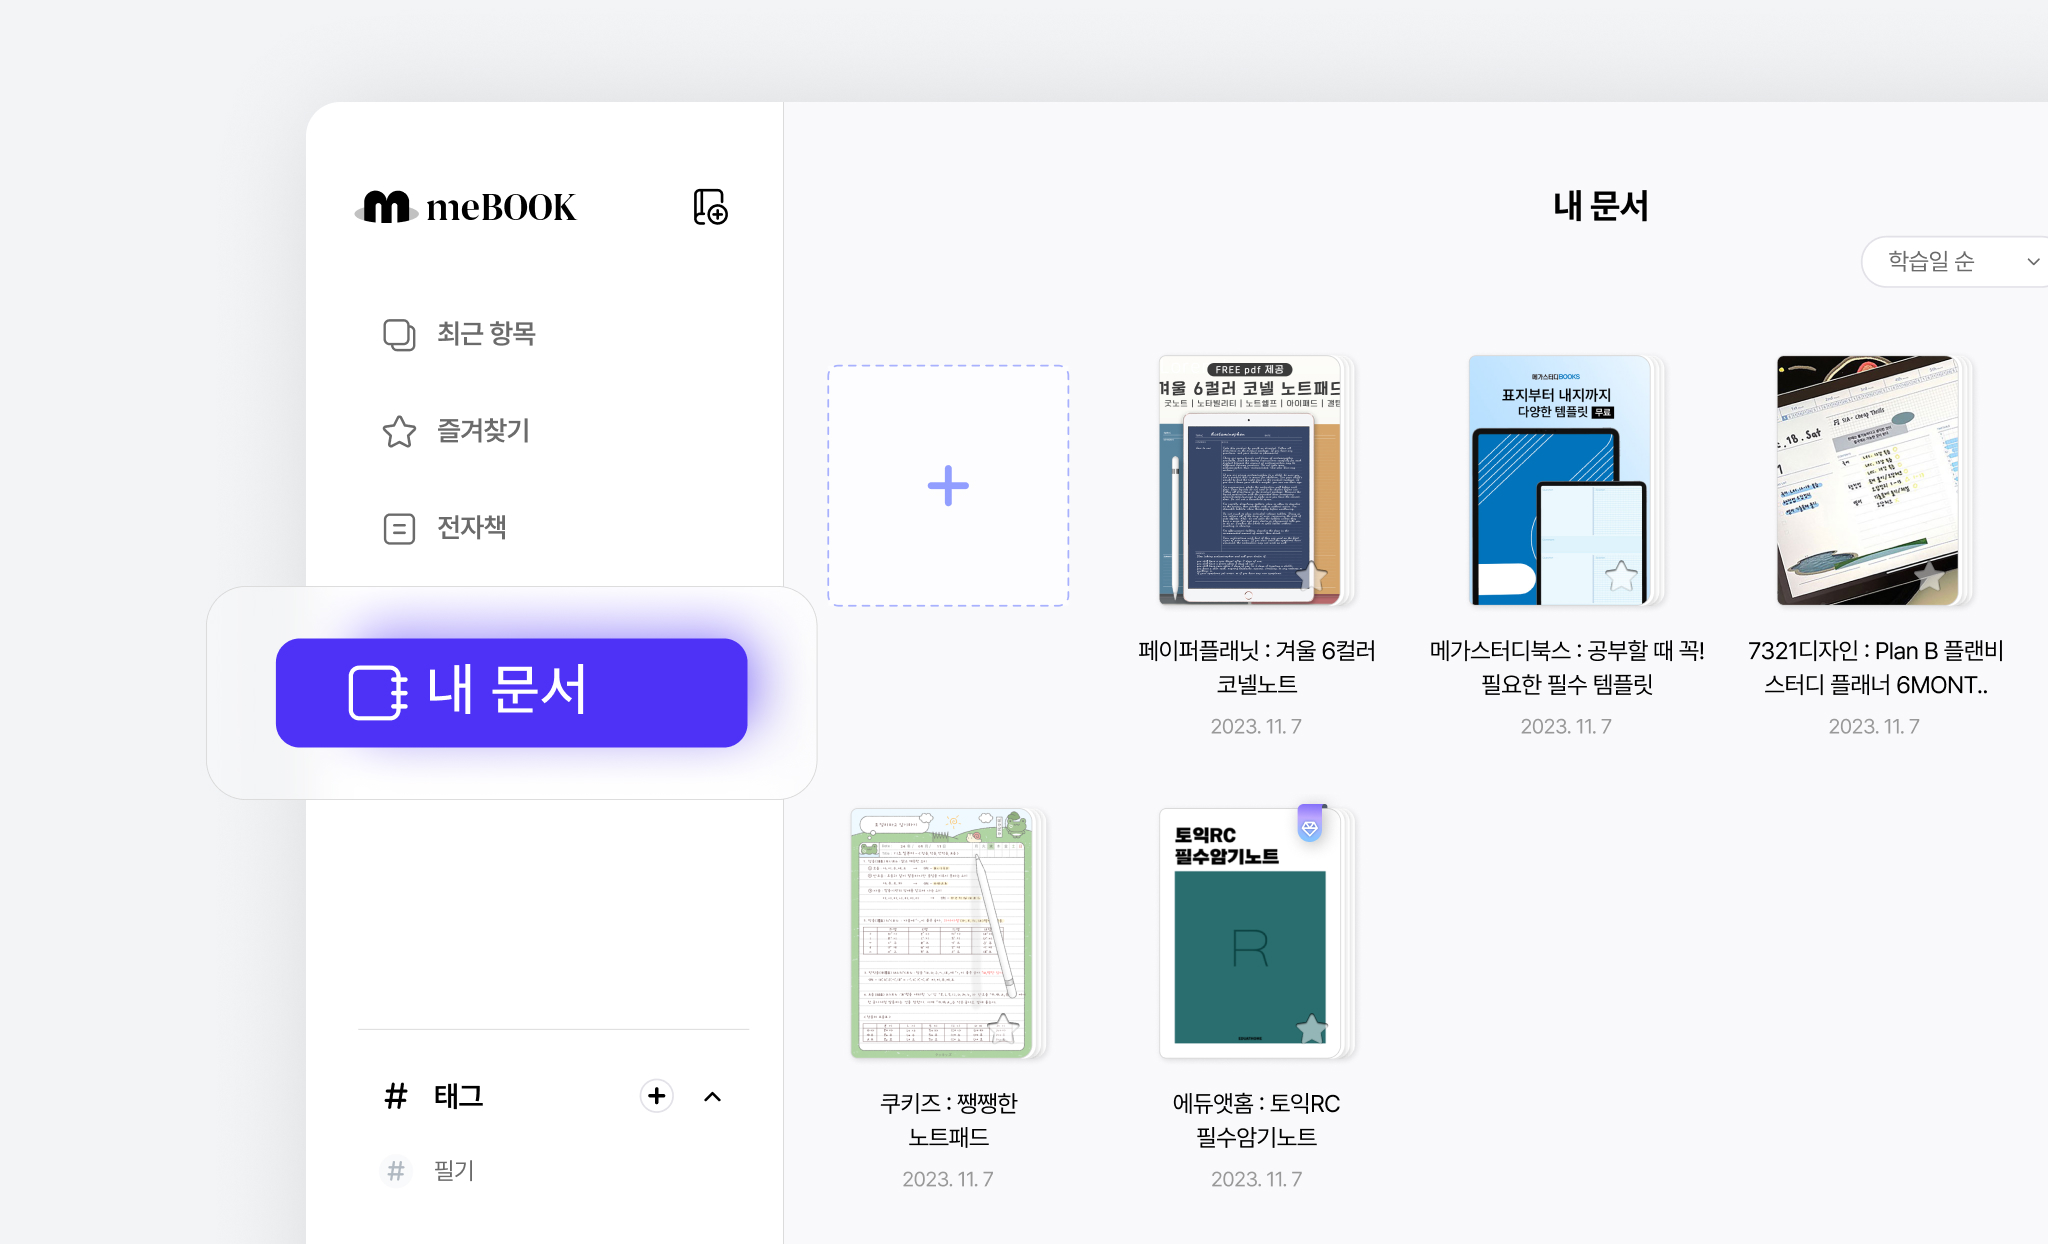 meBOOK
최근 항목
즐겨찾기
전자책
내 문서
# 태그
# 필기
내 문서
학습일 순
FREE pdf 제공
겨울 6컬러 코넬 노트패드
굿노트 | 노타빌리티 | 노트쉘프 | 아이패드 | 갤탭
페이퍼플래닛 : 겨울 6컬러
코넬노트
2023. 11. 7
메가스터디BOOKS
표지부터 내지까지
다양한 템플릿 무료
메가스터디북스 : 공부할 때 꼭!
필요한 필수 템플릿
2023. 11. 7
7321디자인 : Plan B 플랜비
스터디 플래너 6MONT..
2023. 11. 7
쿠키즈 : 쨍쨍한
노트패드
2023. 11. 7
토익RC
필수암기노트
R
에듀앳홈 : 토익RC
필수암기노트
2023. 11. 7